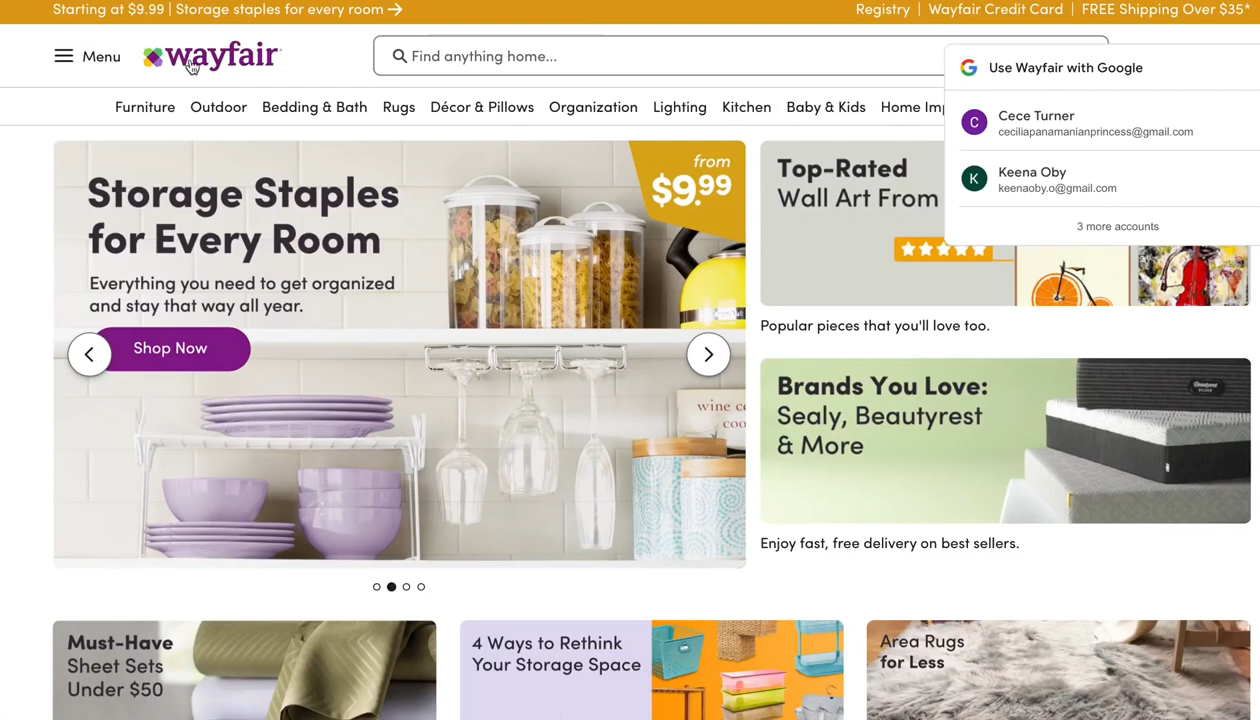 Starting at $9.99 | Storage staples for every room →
Registry | Wayfair Credit Card | FREE Shipping Over $35*
Menu
wayfair
Find anything home...
Use Wayfair with Google
C
Cece Turner
ceciliapanamanianprincess@gmail.com
K
Keena Oby
keenaoby.o@gmail.com
3 more accounts
Furniture Outdoor Bedding & Bath Rugs Décor & Pillows Organization Lighting Kitchen Baby & Kids Home Imp
Storage Staples
for Every Room
Everything you need to get organized
and stay that way all year.
Shop Now
from
$9.99
wine
Top-Rated
Wall Art From
Popular pieces that you'll love too.
Brands You Love:
Sealy, Beautyrest
& More
Beautyrest
Enjoy fast, free delivery on best sellers.
Must-Have
Sheet Sets
Under $50
4 Ways to Rethink
Your Storage Space
Area Rugs
for Less